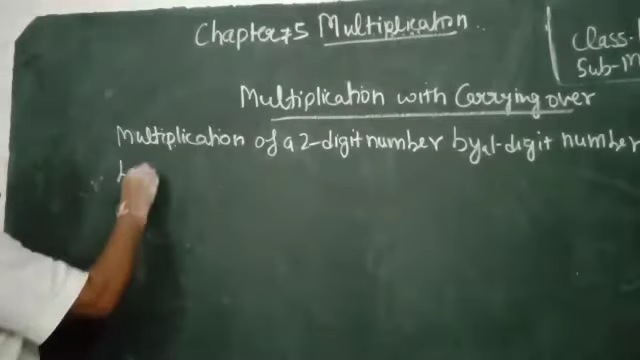 Chapter 5 Multiplication
Class-
Sub-M
Multiplication with Carrying over
Multiplication of a 2-digit number by a 1-digit number